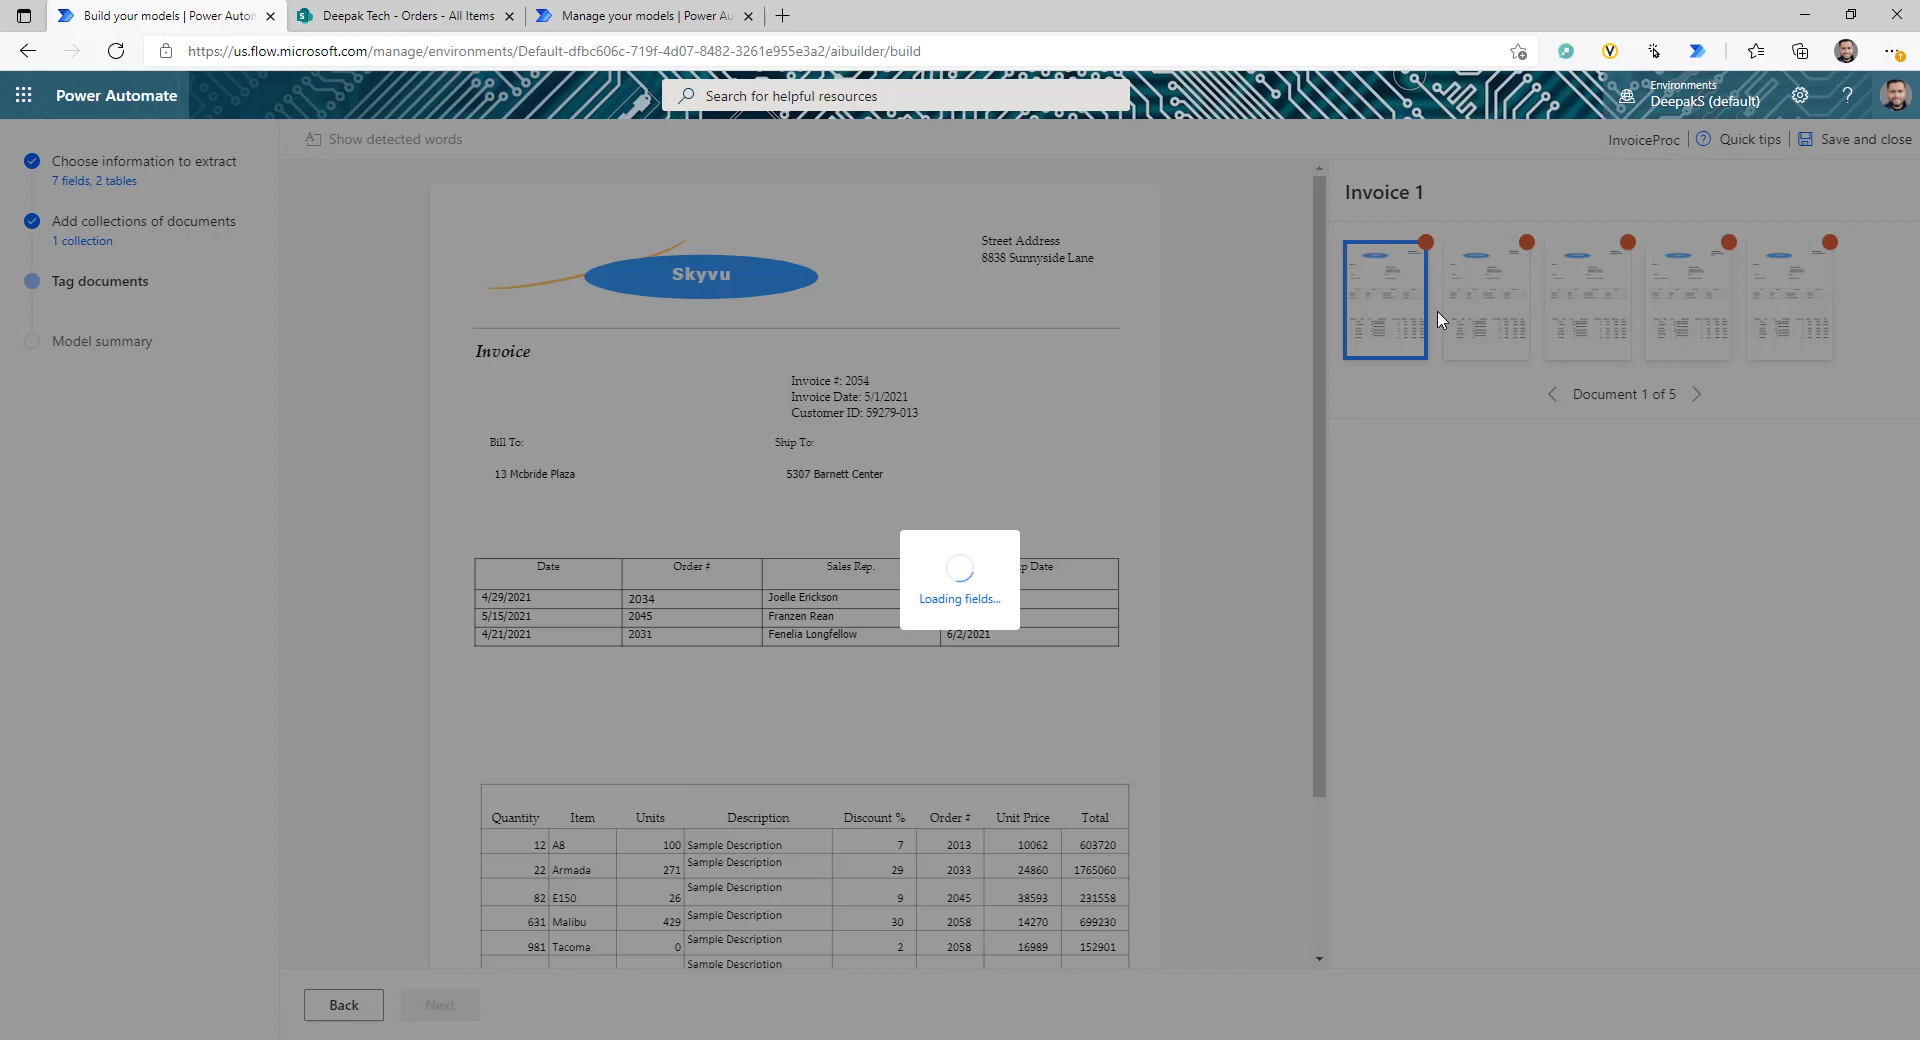 Build your models | Power Auton
Deepak Tech - Orders - All Items
Manage your models | Power Au
https://us.flow.microsoft.com/manage/environments/Default-dfbc606c-719f-4d07-8482-3261e955e3a2/aibuilder/build
Power Automate
Search for helpful resources
Environments
DeepakS (default)
Choose information to extract
7 fields, 2 tables
Add collections of documents
1 collection
Tag documents
Model summary
Show detected words
InvoiceProc
Quick tips
Save and close
Skyvu
Street Address
8838 Sunnyside Lane
Invoice
Invoice #: 2054
Invoice Date: 5/1/2021
Customer ID: 59279-013
Bill To: Ship To:
13 Mcbride Plaza 5307 Barnett Center
Date Order # Sales Rep. p Date
4/29/2021 2034 Joelle Erickson
5/15/2021 2045 Franzen Rean
4/21/2021 2031 Fenelia Longfellow 6/2/2021
Loading fields...
Quantity Item Units Description Discount % Order # Unit Price Total
12 A8 100 Sample Description 7 2013 10062 603720
22 Armada 271 Sample Description 29 2033 24860 1765060
82 E150 26 Sample Description 9 2045 38593 231558
631 Malibu 429 Sample Description 30 2058 14270 699230
981 Tacoma 0 Sample Description 2 2058 16989 152901
Sample Description
Invoice 1
Document 1 of 5
Back
Next